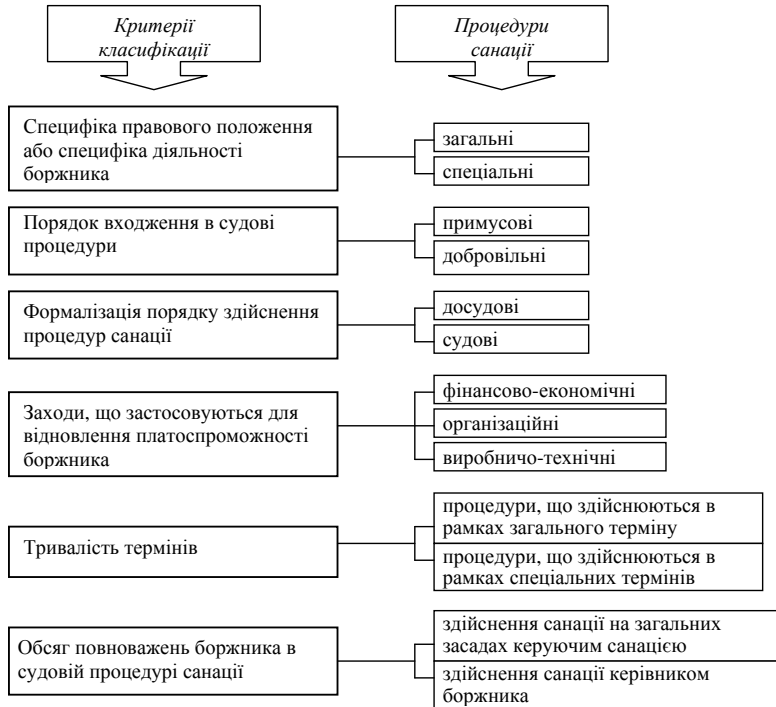 Критерії
класифікації
Процедури
санації
Специфіка правового положення
або специфіка діяльності
боржника
загальні
спеціальні
Порядок входження в судові
процедури
примусові
добровільні
Формалізація порядку здійснення
процедур санації
досудові
судові
Заходи, що застосовуються для
відновлення платоспроможності
боржника
фінансово-економічні
організаційні
виробничо-технічні
Тривалість термінів
процедури, що здійснюються в
рамках загального терміну
процедури, що здійснюються в
рамках спеціальних термінів
Обсяг повноважень боржника в
судовій процедурі санації
здійснення санації на загальних
засадах керуючим санацією
здійснення санації керівником
боржника